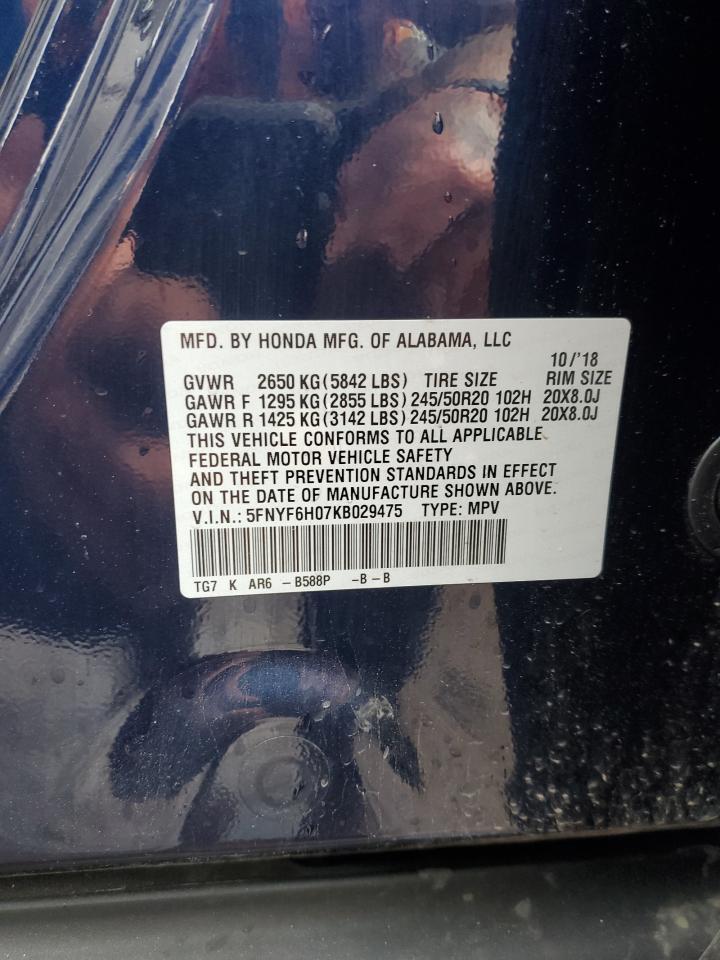 MFD. BY HONDA MFG. OF ALABAMA, LLC
10/'18
GVWR 2650 KG(5842 LBS) TIRE SIZE RIM SIZE
GAWR F 1295 KG(2855 LBS) 245/50R20 102H 20X8.0J
GAWR R 1425 KG(3142 LBS) 245/50R20 102H 20X8.0J
THIS VEHICLE CONFORMS TO ALL APPLICABLE
FEDERAL MOTOR VEHICLE SAFETY
AND THEFT PREVENTION STANDARDS IN EFFECT
ON THE DATE OF MANUFACTURE SHOWN ABOVE.
V.I.N.: 5FNYF6H07KB029475 TYPE: MPV
TG7 K AR6 -B588P -B-B